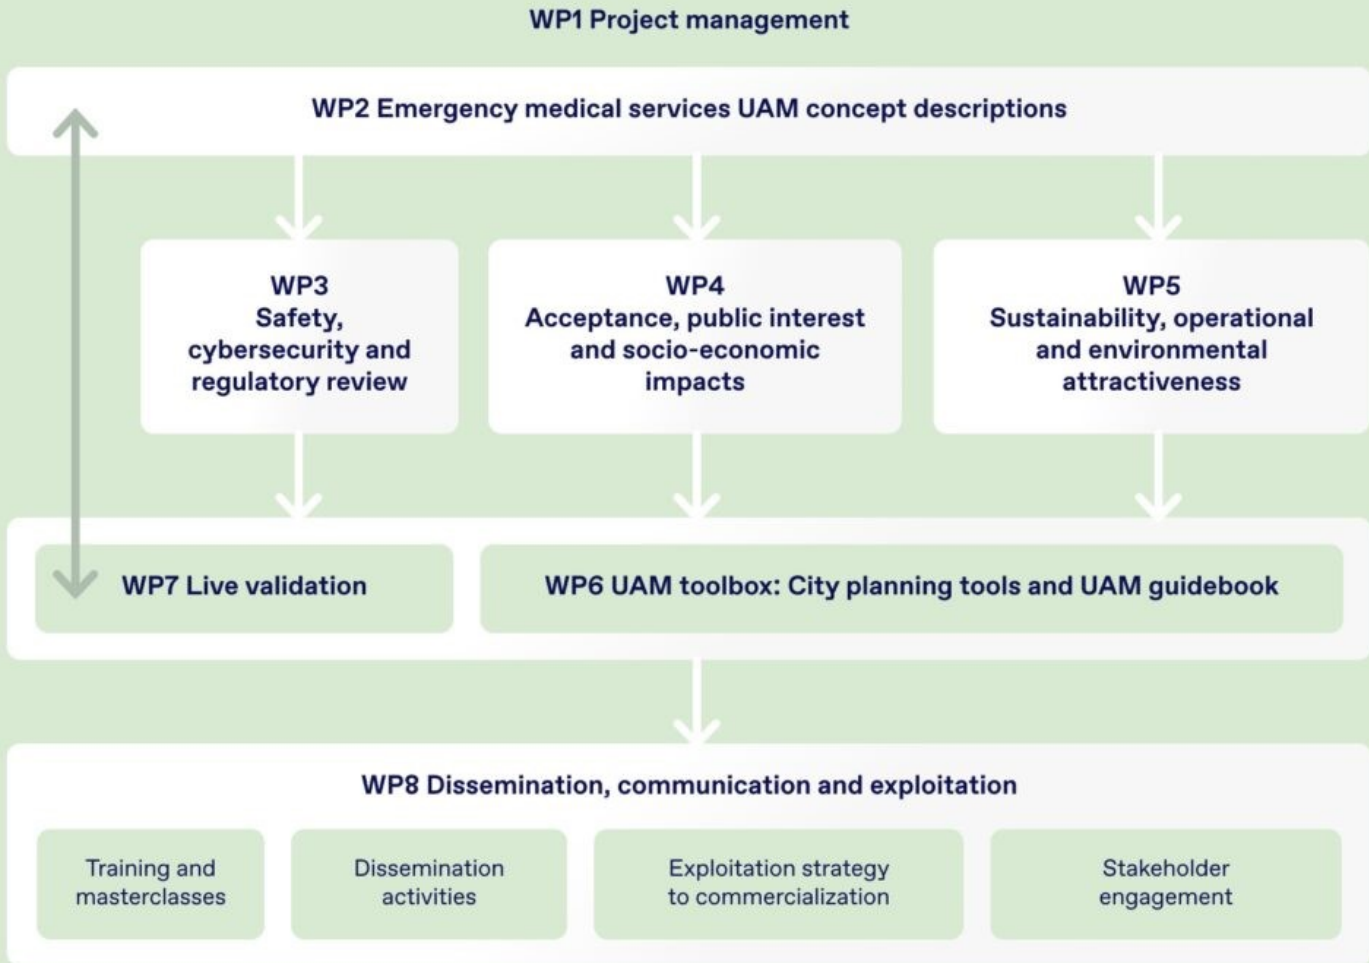 WP1 Project management
WP2 Emergency medical services UAM concept descriptions
WP3
Safety,
cybersecurity and
regulatory review
WP4
Acceptance, public interest
and socio-economic
impacts
WP5
Sustainability, operational
and environmental
attractiveness
WP7 Live validation
WP6 UAM toolbox: City planning tools and UAM guidebook
WP8 Dissemination, communication and exploitation
Training and
masterclasses
Dissemination
activities
Exploitation strategy
to commercialization
Stakeholder
engagement